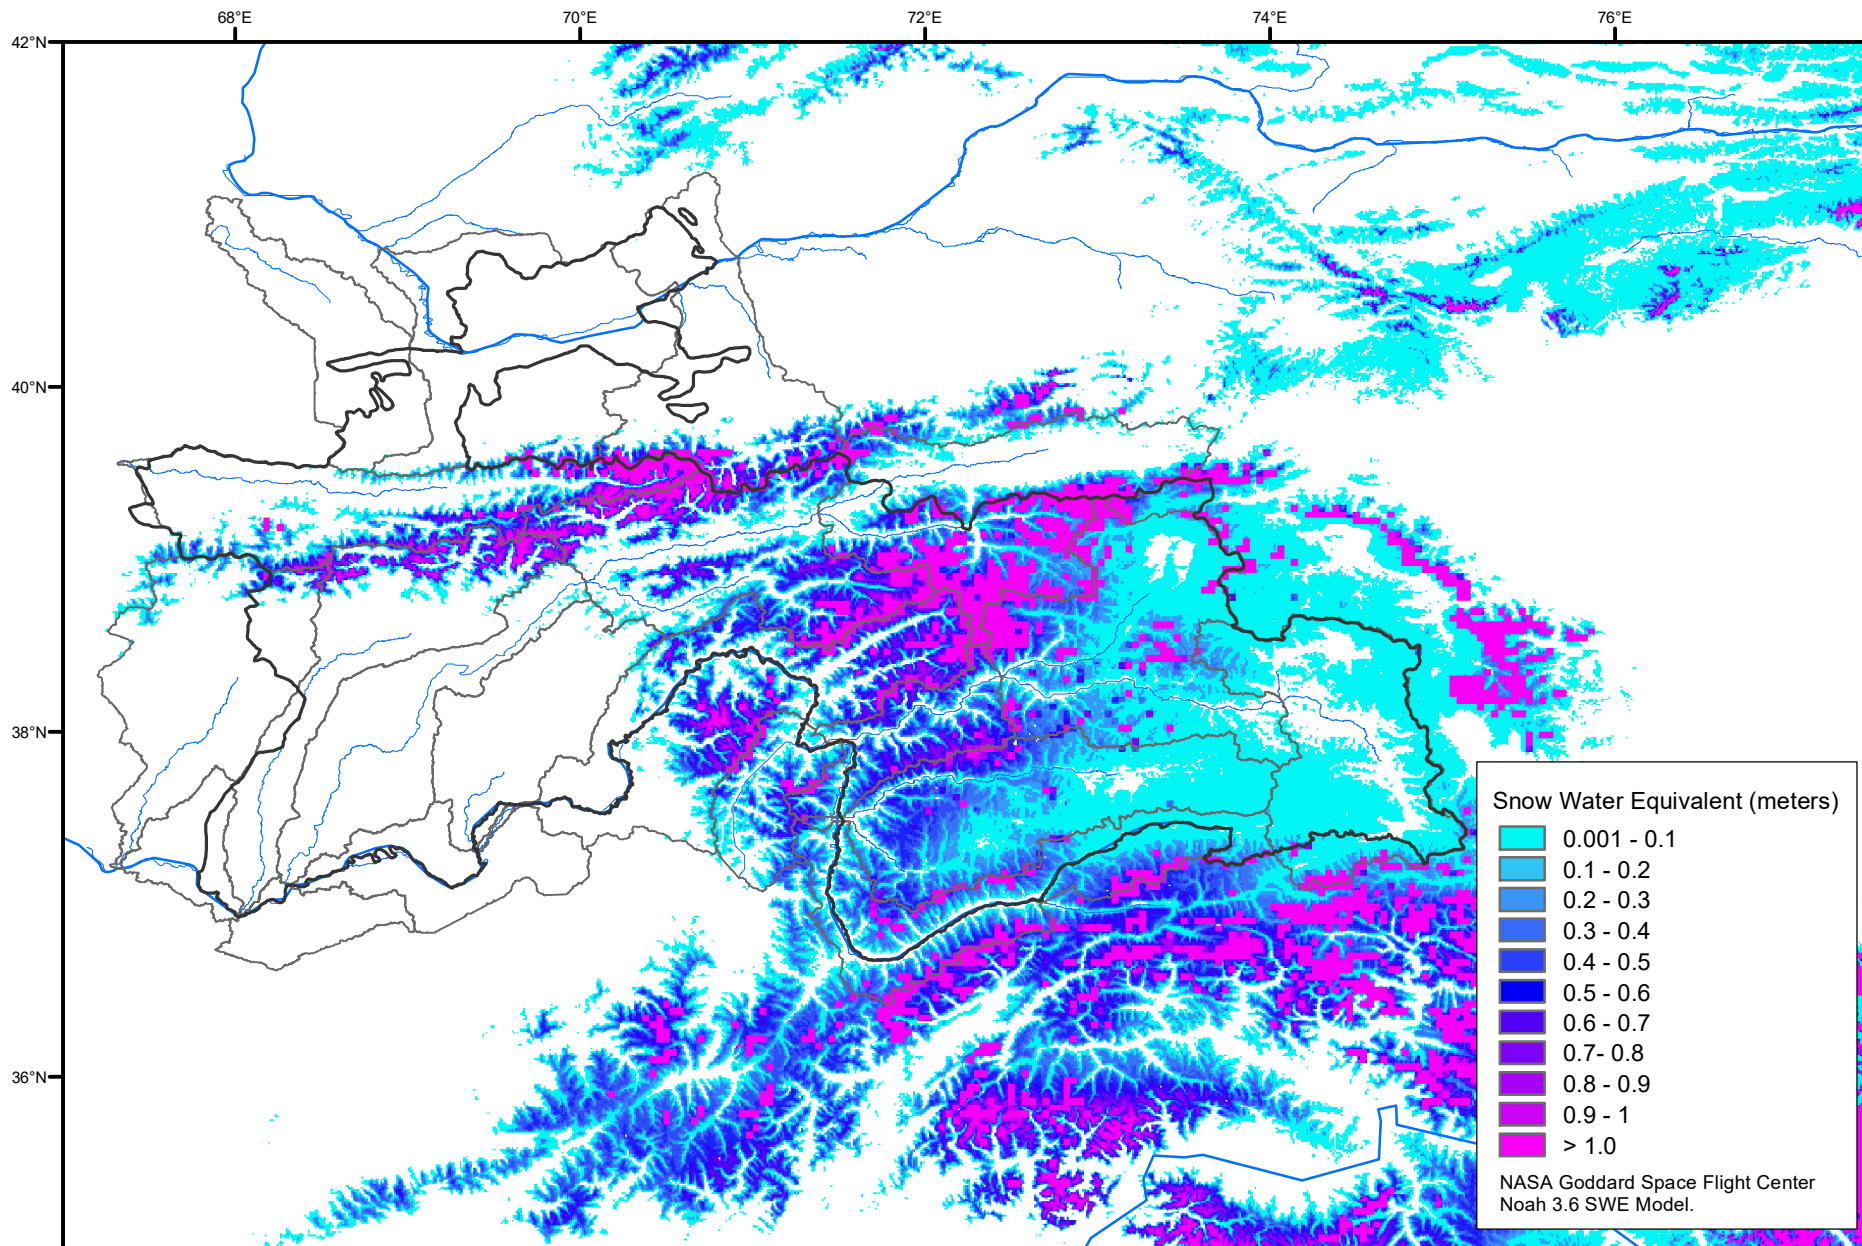 68°E 70°E 72°E 74°E 76°E
42°N
40°N
38°N
36°N
Snow Water Equivalent (meters)
0.001 - 0.1
0.1 - 0.2
0.2 - 0.3
0.3 - 0.4
0.4 - 0.5
0.5 - 0.6
0.6 - 0.7
0.7- 0.8
0.8 - 0.9
0.9 - 1
> 1.0
NASA Goddard Space Flight Center
Noah 3.6 SWE Model.